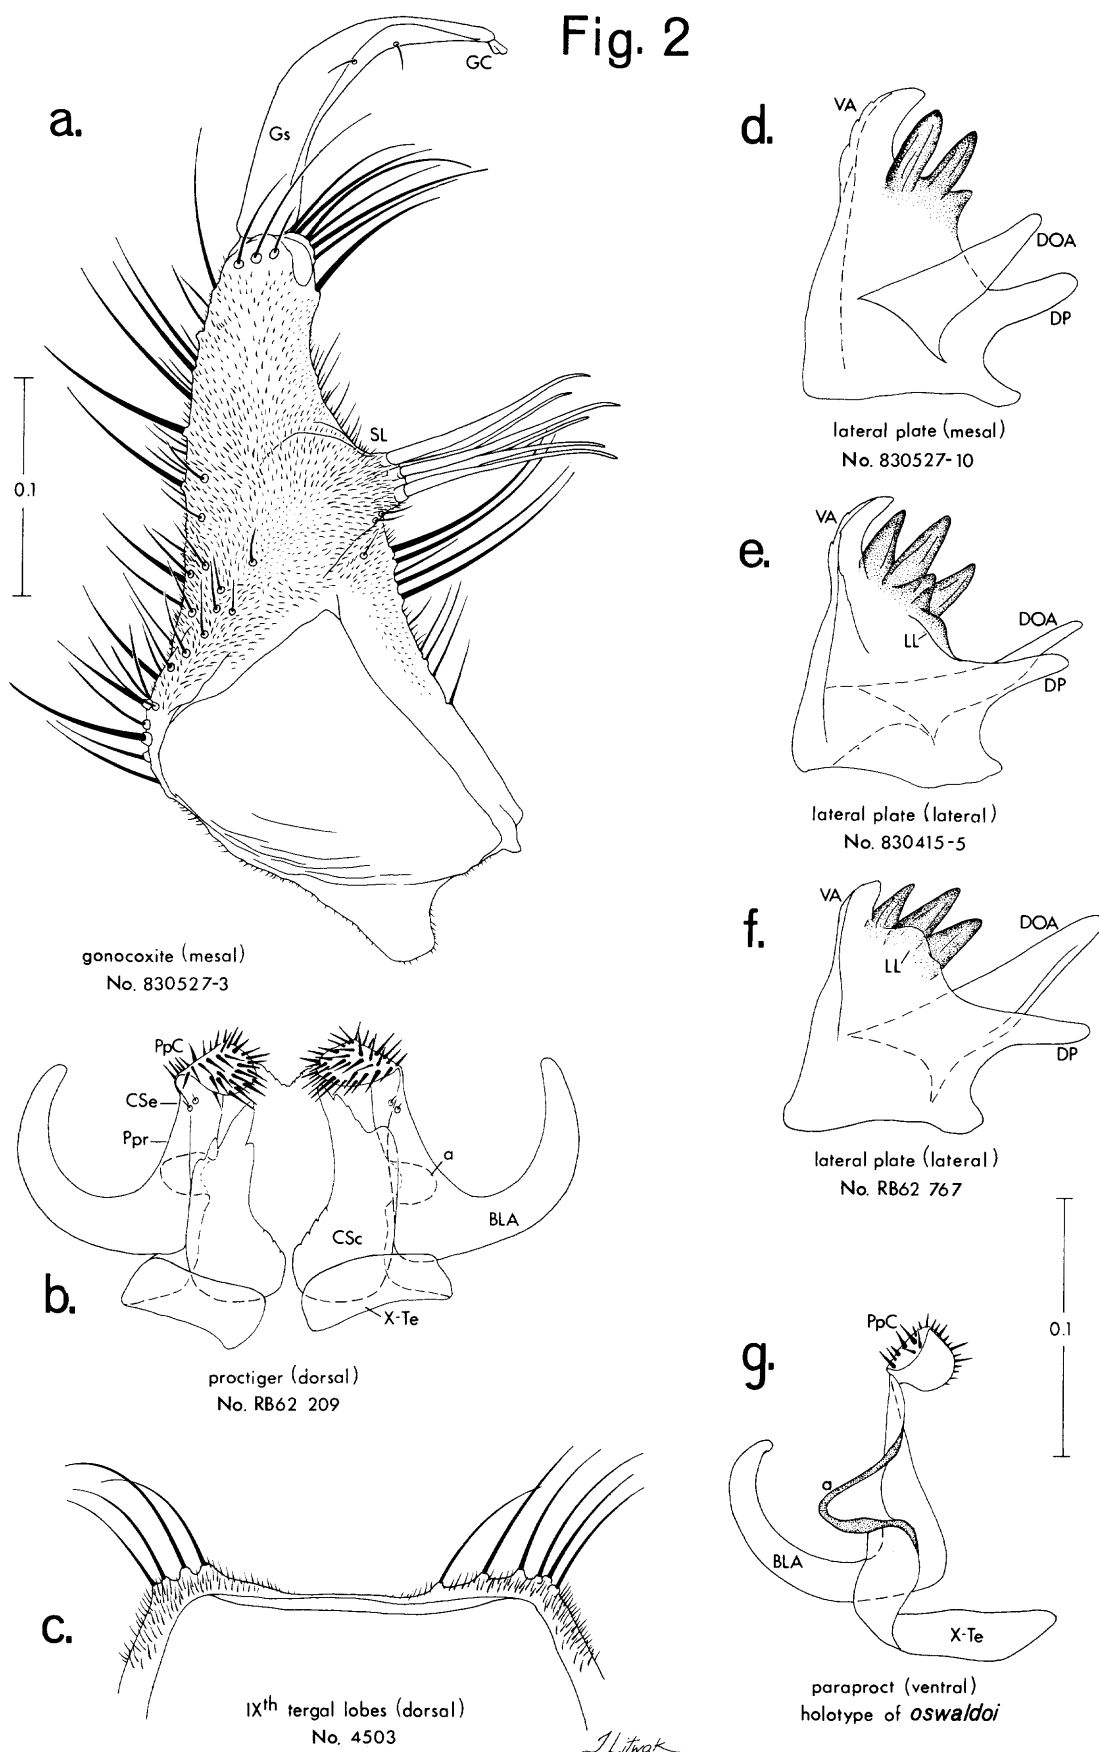 Fig. 2
a.
GC
Gs
SL
0.1
gonocoxite (mesal)
No. 830527-3
PpC
CSe
Ppr
a
BLA
CSc
X-Te
b.
proctiger (dorsal)
No. RB62 209
c.
IXth tergal lobes (dorsal)
No. 4503
J Litwak
d.
VA
DOA
DP
lateral plate (mesal)
No. 830527-10
e.
VA
DOA
LL
DP
lateral plate (lateral)
No. 830415-5
f.
VA
DOA
LL
DP
lateral plate (lateral)
No. RB62 767
0.1
g.
PpC
a
BLA
X-Te
paraproct (ventral)
holotype of oswaldoi